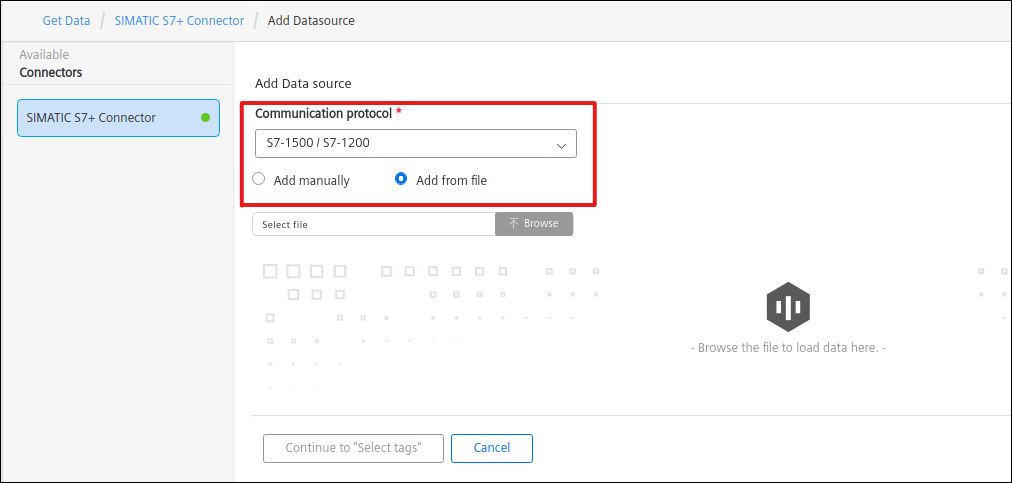 Get Data / SIMATIC S7+ Connector / Add Datasource
Available
Connectors
SIMATIC S7+ Connector
Add Data source
Communication protocol *
S7-1500 / S7-1200
Add manually Add from file
Select file Browse
- Browse the file to load data here. -
Continue to "Select tags" Cancel